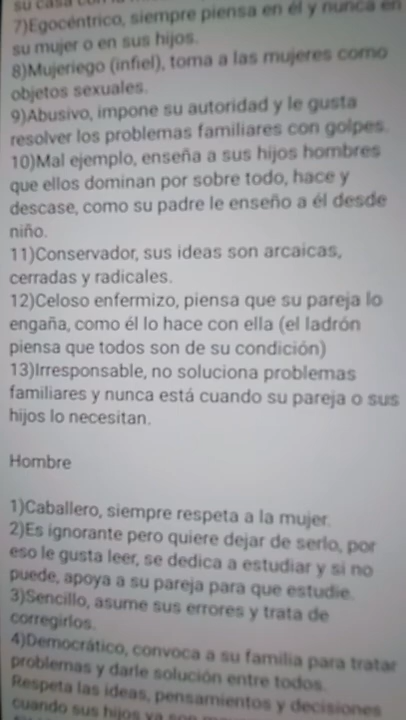 su casa con la
7)Egocéntrico, siempre piensa en él y nunca en
su mujer o en sus hijos.
8)Mujeriego (infiel), toma a las mujeres como
objetos sexuales.
9)Abusivo, impone su autoridad y le gusta
resolver los problemas familiares con golpes.
10)Mal ejemplo, enseña a sus hijos hombres
que ellos dominan por sobre todo, hace y
descase, como su padre le enseño a él desde
niño.
11)Conservador, sus ideas son arcaicas,
cerradas y radicales.
12)Celoso enfermizo, piensa que su pareja lo
engaña, como él lo hace con ella (el ladrón
piensa que todos son de su condición)
13)Irresponsable, no soluciona problemas
familiares y nunca está cuando su pareja o sus
hijos lo necesitan.
Hombre
1)Caballero, siempre respeta a la mujer.
2)Es ignorante pero quiere dejar de serlo, por
eso le gusta leer, se dedica a estudiar y si no
puede, apoya a su pareja para que estudie.
3)Sencillo, asume sus errores y trata de
corregirlos.
4)Democrático, convoca a su familia para tratar
problemas y darle solución entre todos.
Respeta las ideas, pensamientos y decisiones
cuando sus hijos ya son